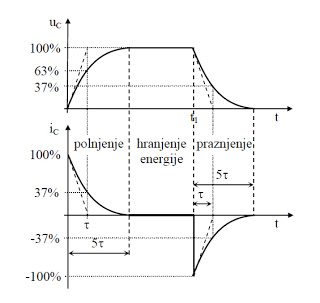 u_C
100%
63%
37%
t_1
t
i_C
polnjenje
hranjenje
energije
praznjenje
100%
5τ
37%
τ
τ
t
-37%
5τ
-100%